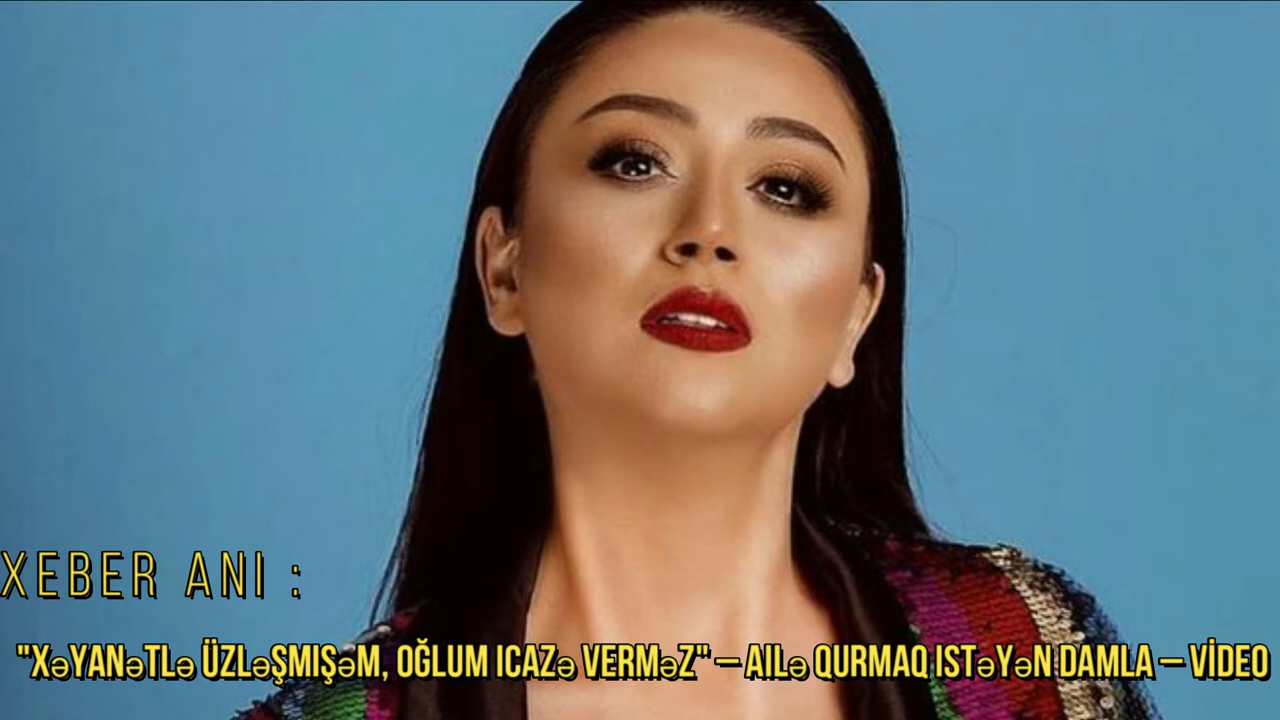 XEBER ANI :
"XəYANəTLə ÜZLəŞMIŞəM, OĞLUM ICAZə VERMəZ" – AILə QURMAQ ISTəYəN DAMLA – VİDEO